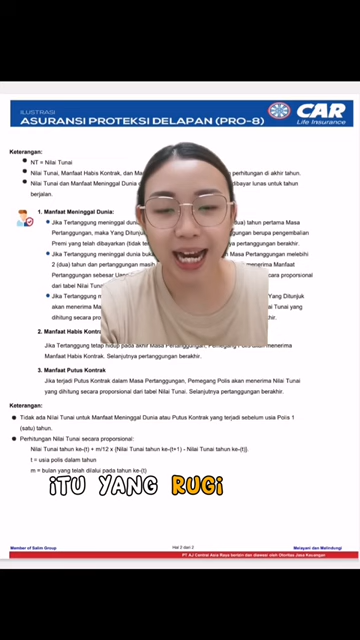 ILUSTRASI
ASURANSI PROTEKSI DELAPAN (PRO-8)
CAR
Life Insurance
Keterangan:
NT = Nilai Tunai
Nilai Tunai, Manfaat Habis Kontrak, dan Ma perhitungan di akhir tahun.
Nilai Tunai dan Manfaat Meninggal Dunia dibayar lunas untuk tahun
berjalan.
1. Manfaat Meninggal Dunia:
Jika Tertanggung meninggal dun tahun pertama Masa
Pertanggungan, maka Yang Ditunjuk gungan berupa pengembalian
Premi yang telah dibayarkan (tidak te pertanggungan berakhir.
Jika Tertanggung meninggal dunia buka Masa Pertanggungan melebihi
2 (dua) tahun dan pertanggungan masih menerima Manfaat
Pertanggungan sebesar Uang secara proporsional
dari tabel Nilai Tunai
Jika Tertanggung m Yang Ditunjuk
akan menerima Ma Tunai yang
dihitung secara pro pertanggungan berakhir.
2. Manfaat Habis Kontrak
Jika Tertanggung tetap hidup pada akhir Masa Pertanggungan, Pemegang Polis akan menerima
Manfaat Habis Kontrak. Selanjutnya pertanggungan berakhir.
3. Manfaat Putus Kontrak
Jika terjadi Putus Kontrak dalam Masa Pertanggungan, Pemegang Polis akan menerima Nilai Tunai
yang dihitung secara proporsional dari tabel Nilai Tunai. Selanjutnya pertanggungan berakhir.
Keterangan:
Tidak ada Nilai Tunai untuk Manfaat Meninggal Dunia atau Putus Kontrak yang terjadi sebelum usia Polis 1
(satu) tahun.
Perhitungan Nilai Tunai secara proporsional:
Nilai Tunai tahun ke-(t) + m/12 x {Nilai Tunai tahun ke-(t+1) - Nilai Tunai tahun ke-(t)}.
t = usia polis dalam tahun
m = bulan yang telah dilalui pada tahun ke-(t)
iTU YANG RUGI
Member of Salim Group
Hal 2 dari 2
Melayani dan Melindungi
PT AJ Central Asia Raya berizin dan diawasi oleh Otoritas Jasa Keuangan